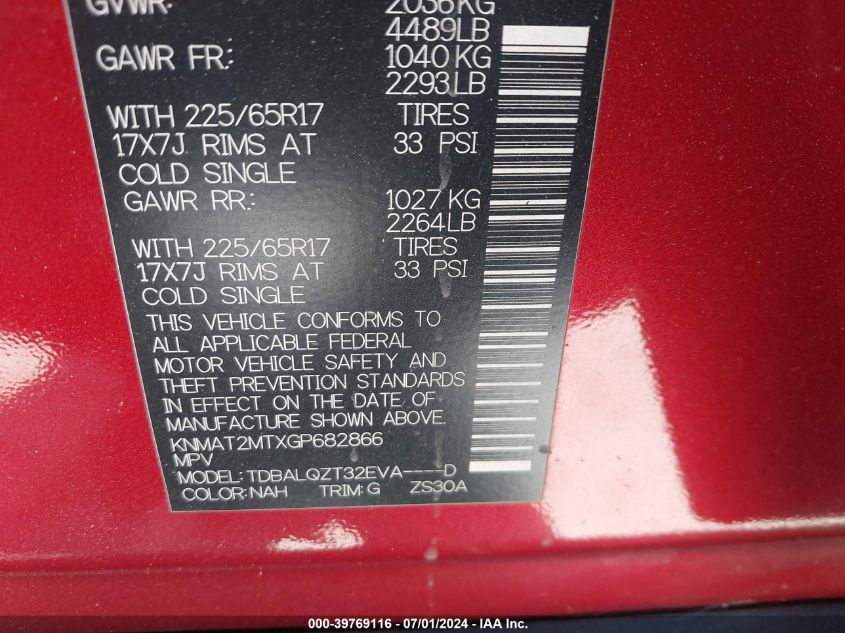 GVWR: 2036KG
4489LB
GAWR FR: 1040KG
2293LB
WITH 225/65R17 TIRES
17X7J RIMS AT 33 PSI
COLD SINGLE
GAWR RR: 1027KG
2264LB
WITH 225/65R17 TIRES
17X7J RIMS AT 33 PSI
COLD SINGLE
THIS VEHICLE CONFORMS TO
ALL APPLICABLE FEDERAL
MOTOR VEHICLE SAFETY AND
THEFT PREVENTION STANDARDS
IN EFFECT ON THE DATE OF
MANUFACTURE SHOWN ABOVE.
KNMAT2MTXGP682866
MPV
MODEL:TDBALQZT32EVA----D
COLOR:NAH TRIM:G ZS30A
000-39769116 - 07/01/2024 - IAA Inc.